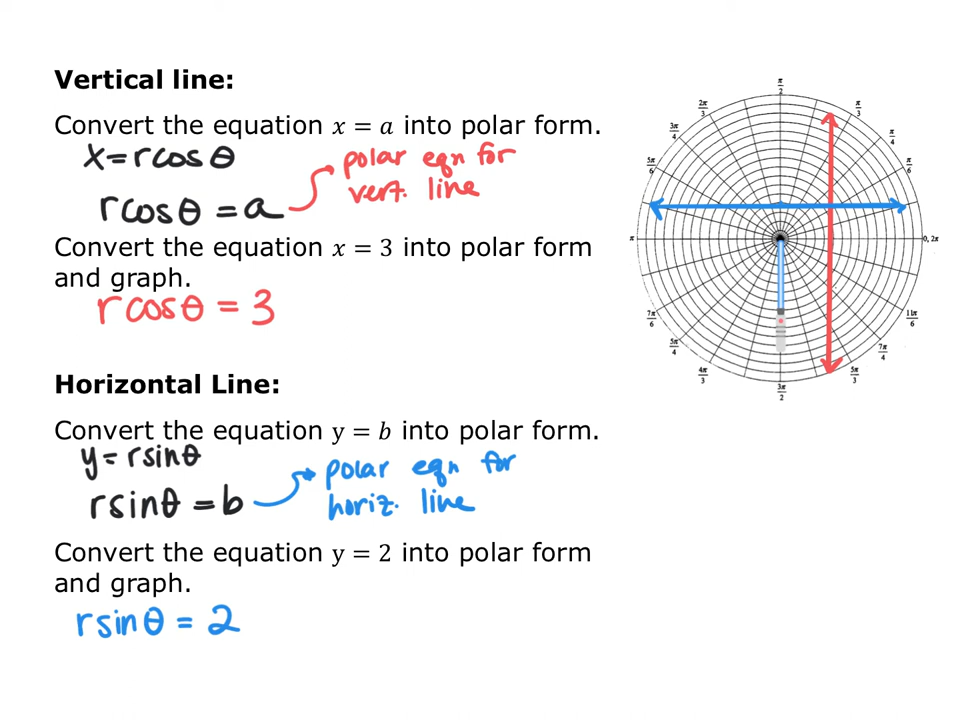 Vertical line:
Convert the equation x = a into polar form.
x = r cos θ
r cos θ = a
polar eqn for
vert. line
Convert the equation x = 3 into polar form
and graph.
r cos θ = 3
Horizontal Line:
Convert the equation y = b into polar form.
y = r sin θ
r sin θ = b
polar eqn for
horiz. line
Convert the equation y = 2 into polar form
and graph.
r sin θ = 2
π/2
2π/3
π/3
3π/4
π/4
5π/6
π/6
π
0, 2π
7π/6
11π/6
5π/4
7π/4
4π/3
5π/3
3π/2